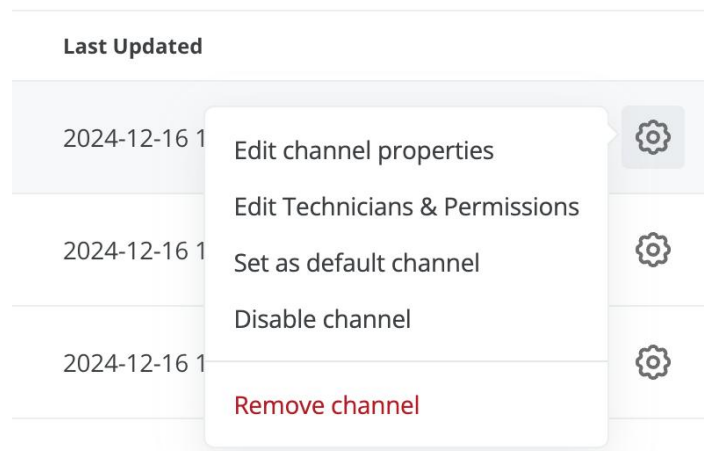 Last Updated
2024-12-16 1
Edit channel properties
Edit Technicians & Permissions
2024-12-16 1
Set as default channel
Disable channel
2024-12-16 1
Remove channel